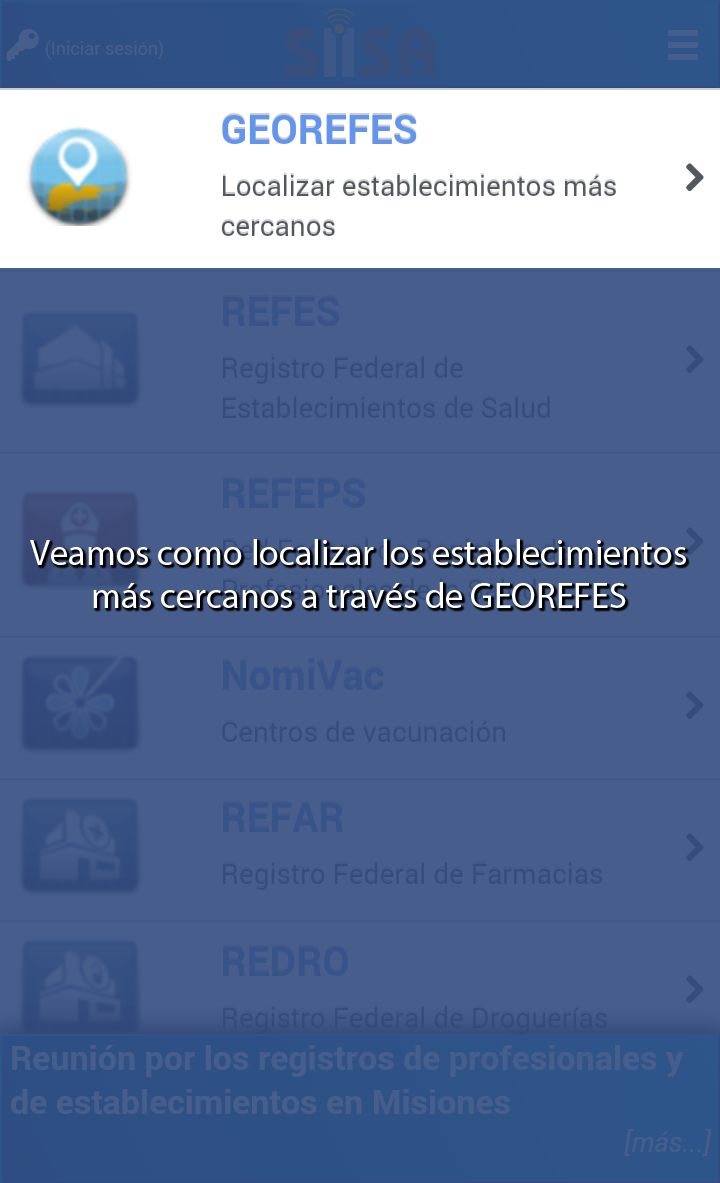 (Iniciar sesión)
SIISA
GEOREFES
Localizar establecimientos más
cercanos
REFES
Registro Federal de
Establecimientos de Salud
REFEPS
Veamos como localizar los establecimientos
más cercanos a través de GEOREFES
NomiVac
Centros de vacunación
REFAR
Registro Federal de Farmacias
REDRO
Registro Federal de Droguerías
Reunión por los registros de profesionales y
de establecimientos en Misiones
[más...]